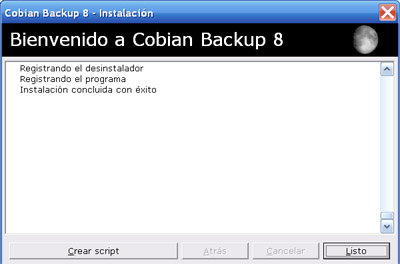 Cobian Backup 8 - Instalación
Bienvenido a Cobian Backup 8
Registrando el desinstalador
Registrando el programa
Instalación concluida con éxito
Crear script
Atrás
Cancelar
Listo